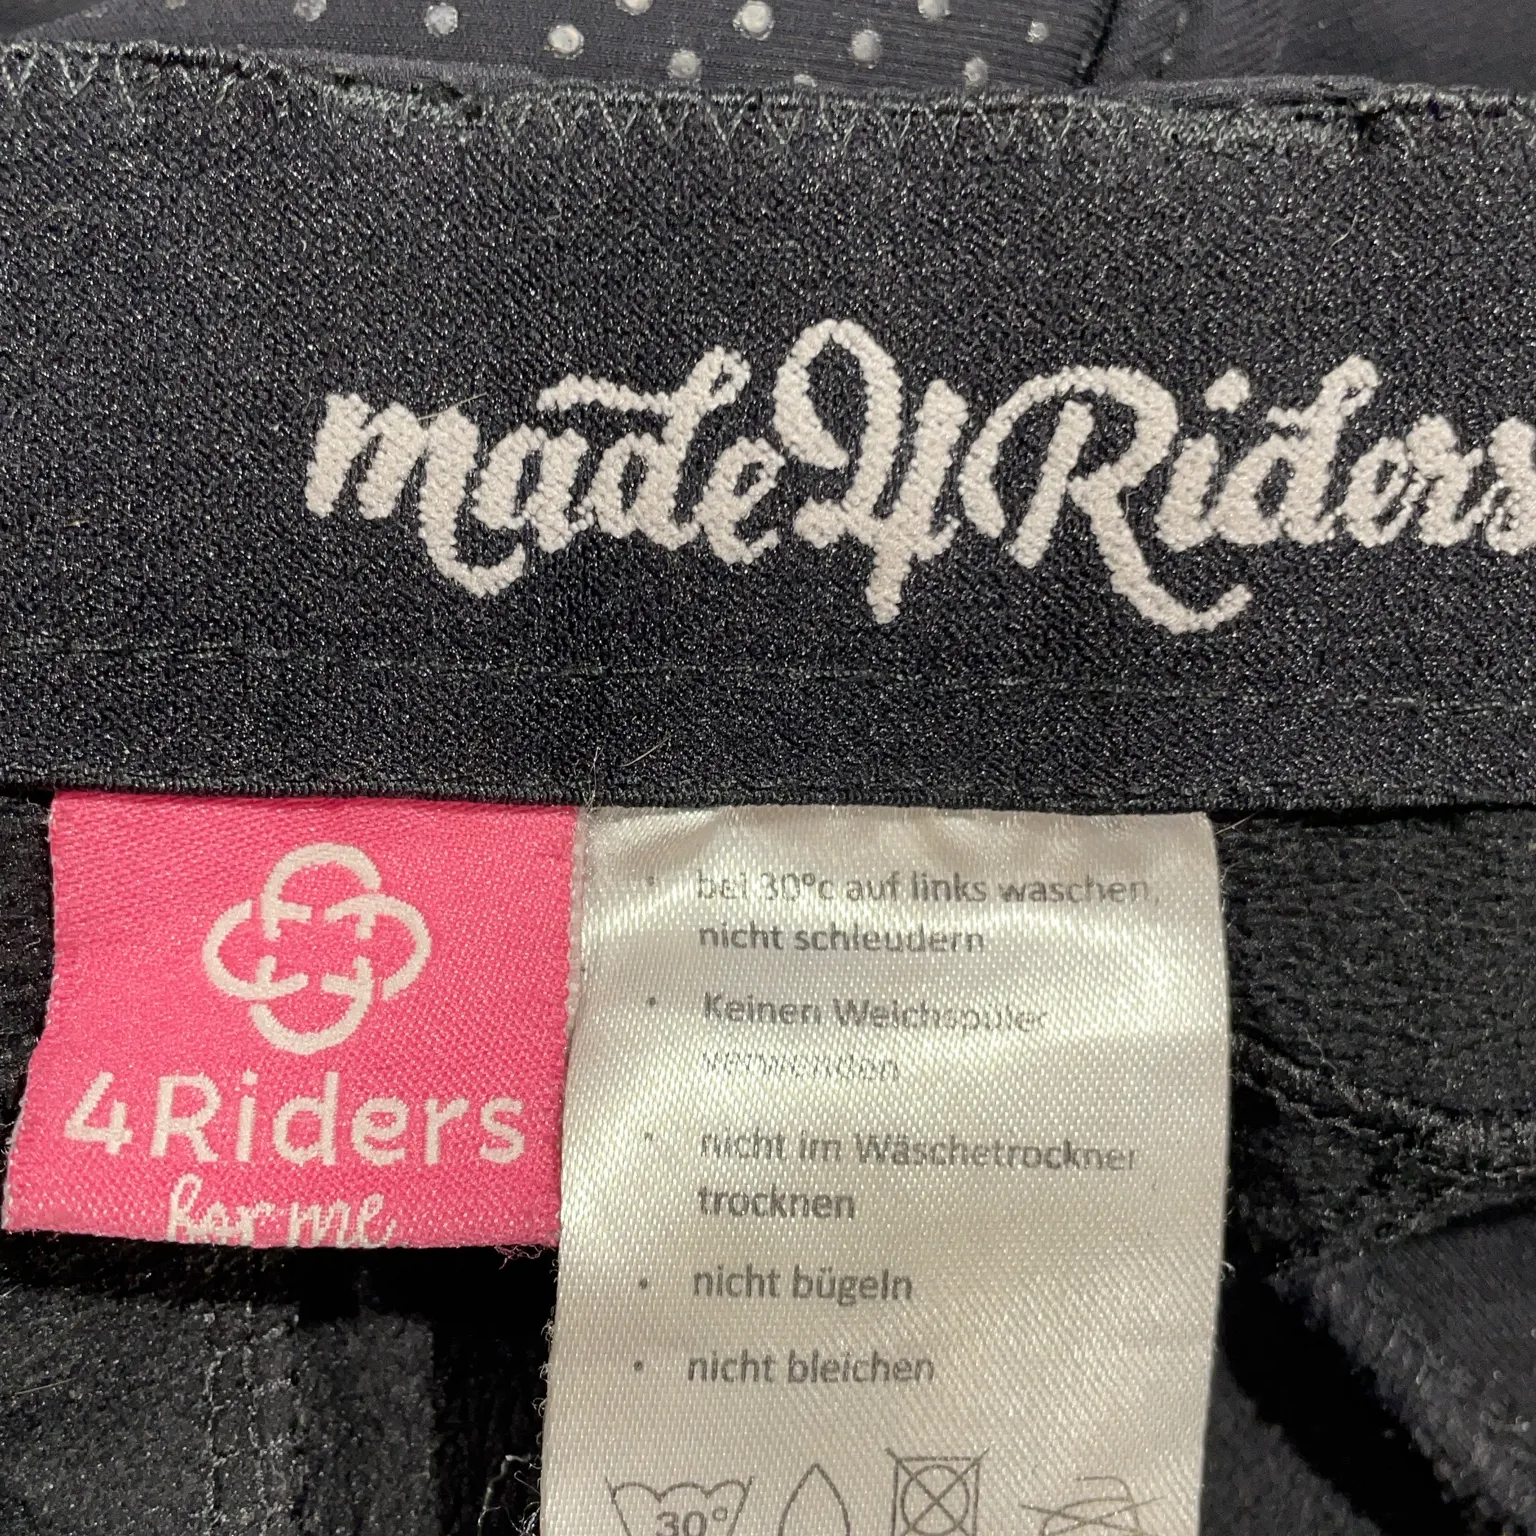 made4Riders
4Riders
for me
• bei 30°c auf links waschen,
nicht schleudern
• Keinen Weichspüler
verwenden
• nicht im Wäschetrockner
trocknen
• nicht bügeln
• nicht bleichen
30°